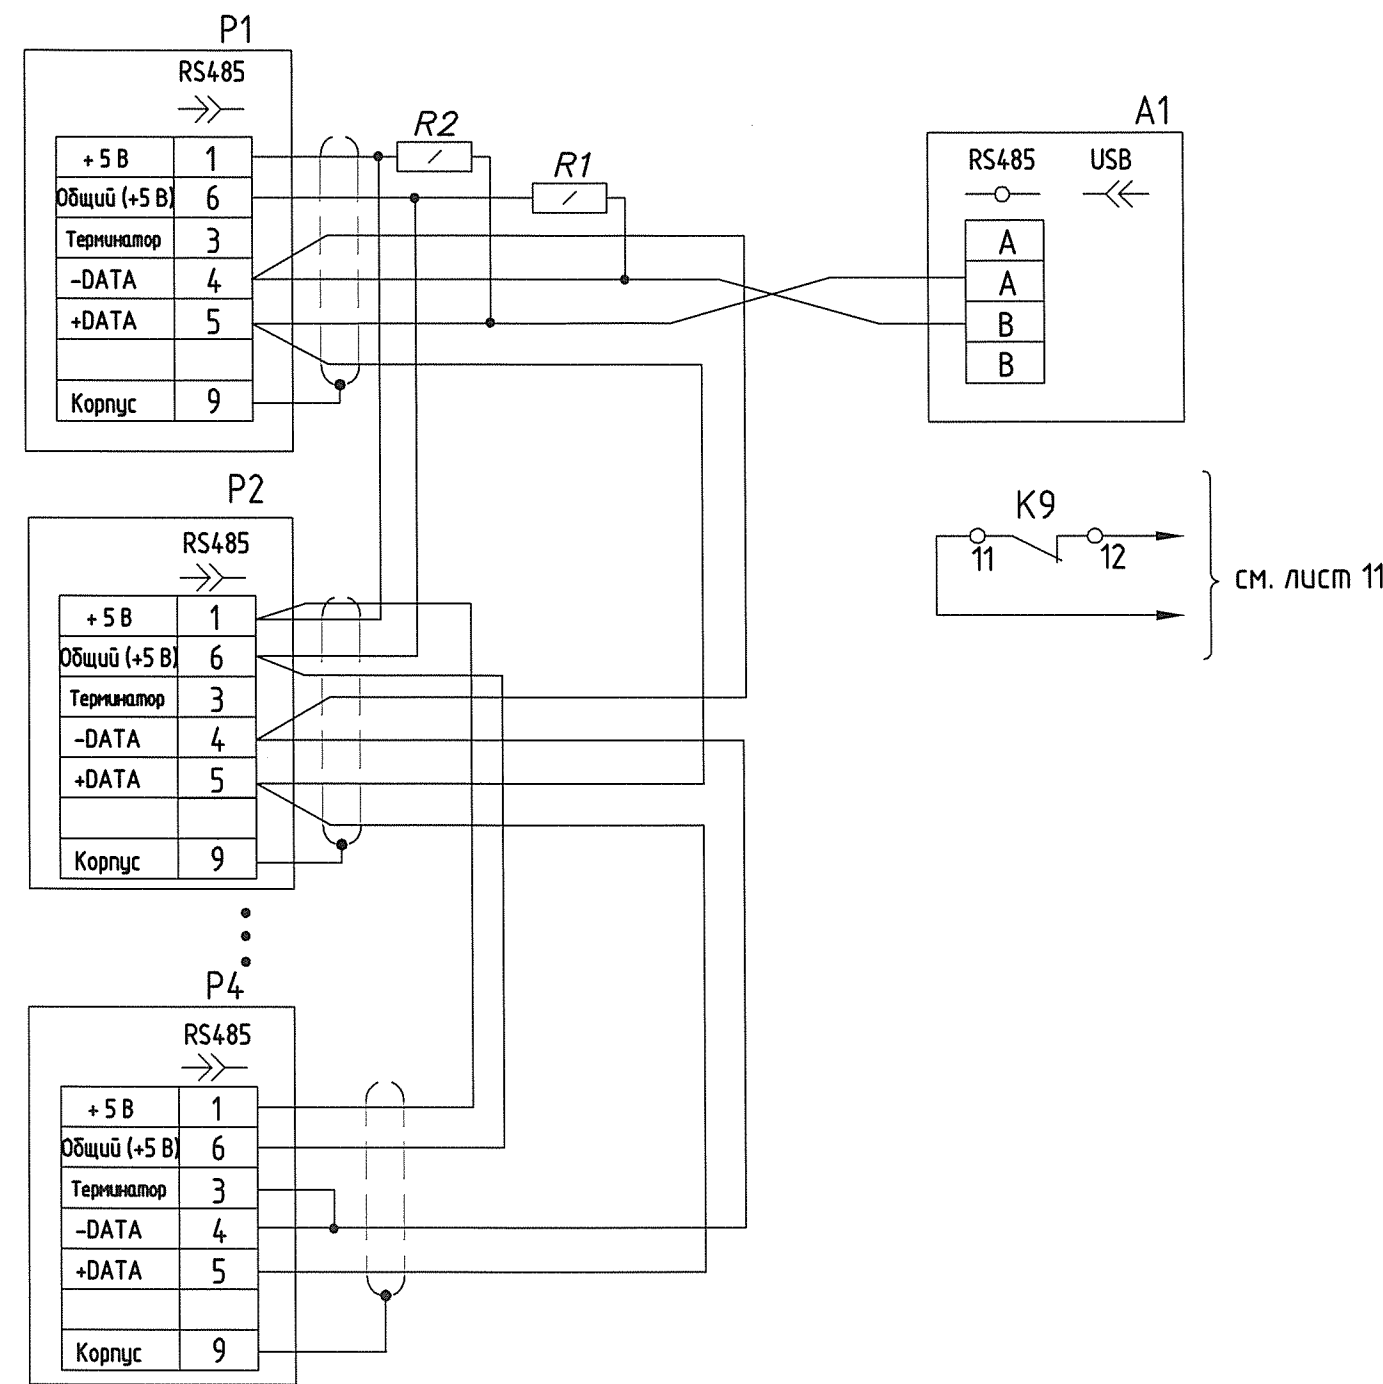 P1
RS485
+5 В 1
Общий (+5 В) 6
Терминатор 3
-DATA 4
+DATA 5
Корпус 9
R2
R1
A1
RS485 USB
A
A
B
B
K9
11 12
см. лист 11
P2
RS485
+5 В 1
Общий (+5 В) 6
Терминатор 3
-DATA 4
+DATA 5
Корпус 9
P4
RS485
+5 В 1
Общий (+5 В) 6
Терминатор 3
-DATA 4
+DATA 5
Корпус 9